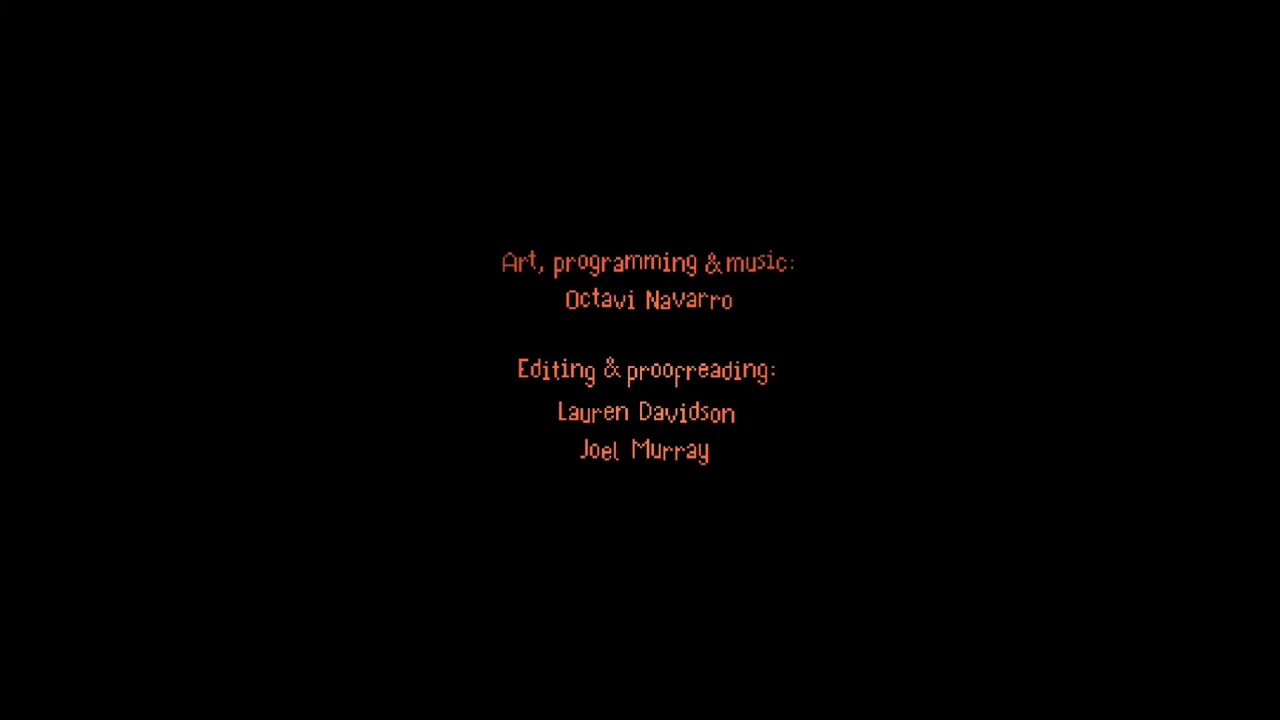 Art, programming & music:
Octavi Navarro
Editing & proofreading:
Lauren Davidson
Joel Murray